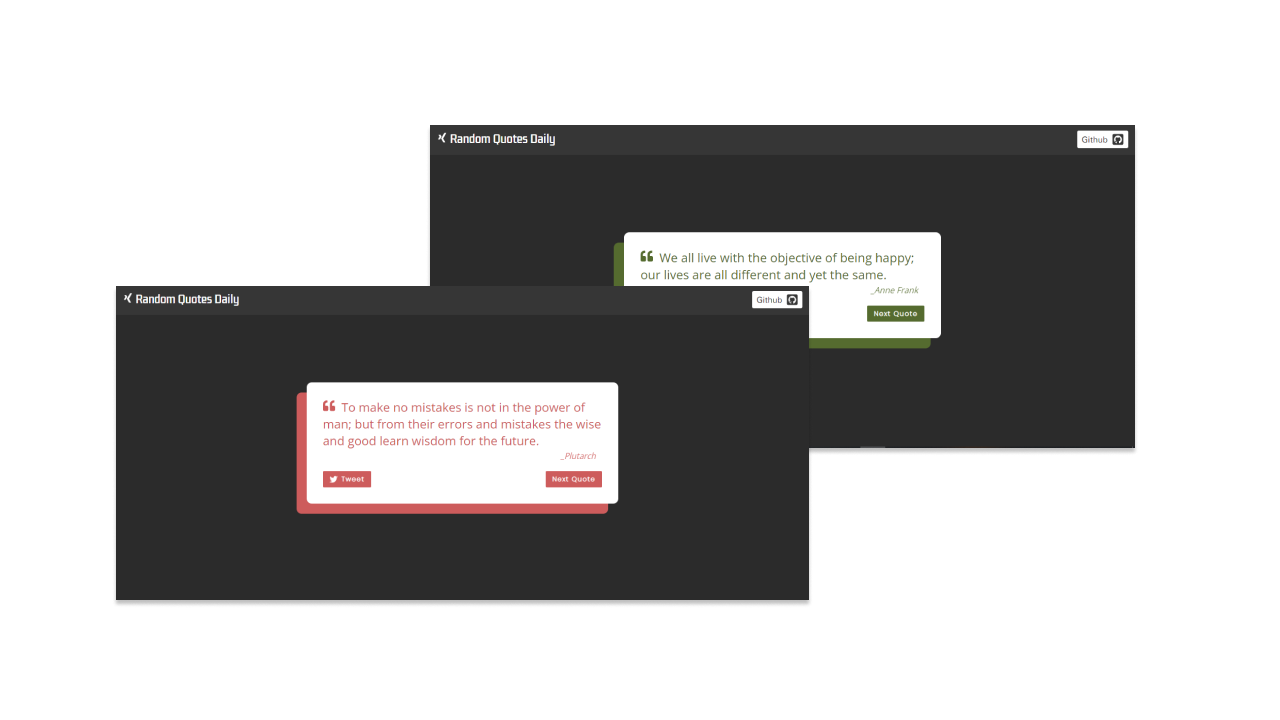 Random Quotes Daily
Github
We all live with the objective of being happy;
our lives are all different and yet the same.
_Anne Frank
Next Quote
Random Quotes Daily
Github
To make no mistakes is not in the power of
man; but from their errors and mistakes the wise
and good learn wisdom for the future.
_Plutarch
Tweet
Next Quote